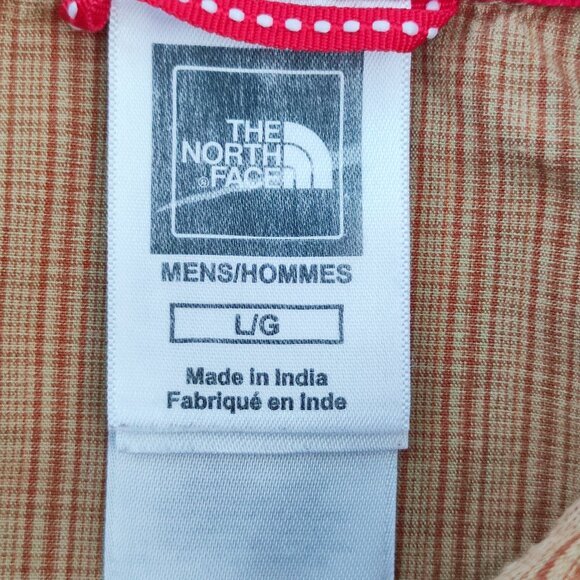 THE
NORTH
®FACE
MENS/HOMMES
L/G
Made in India
Fabriqué en Inde